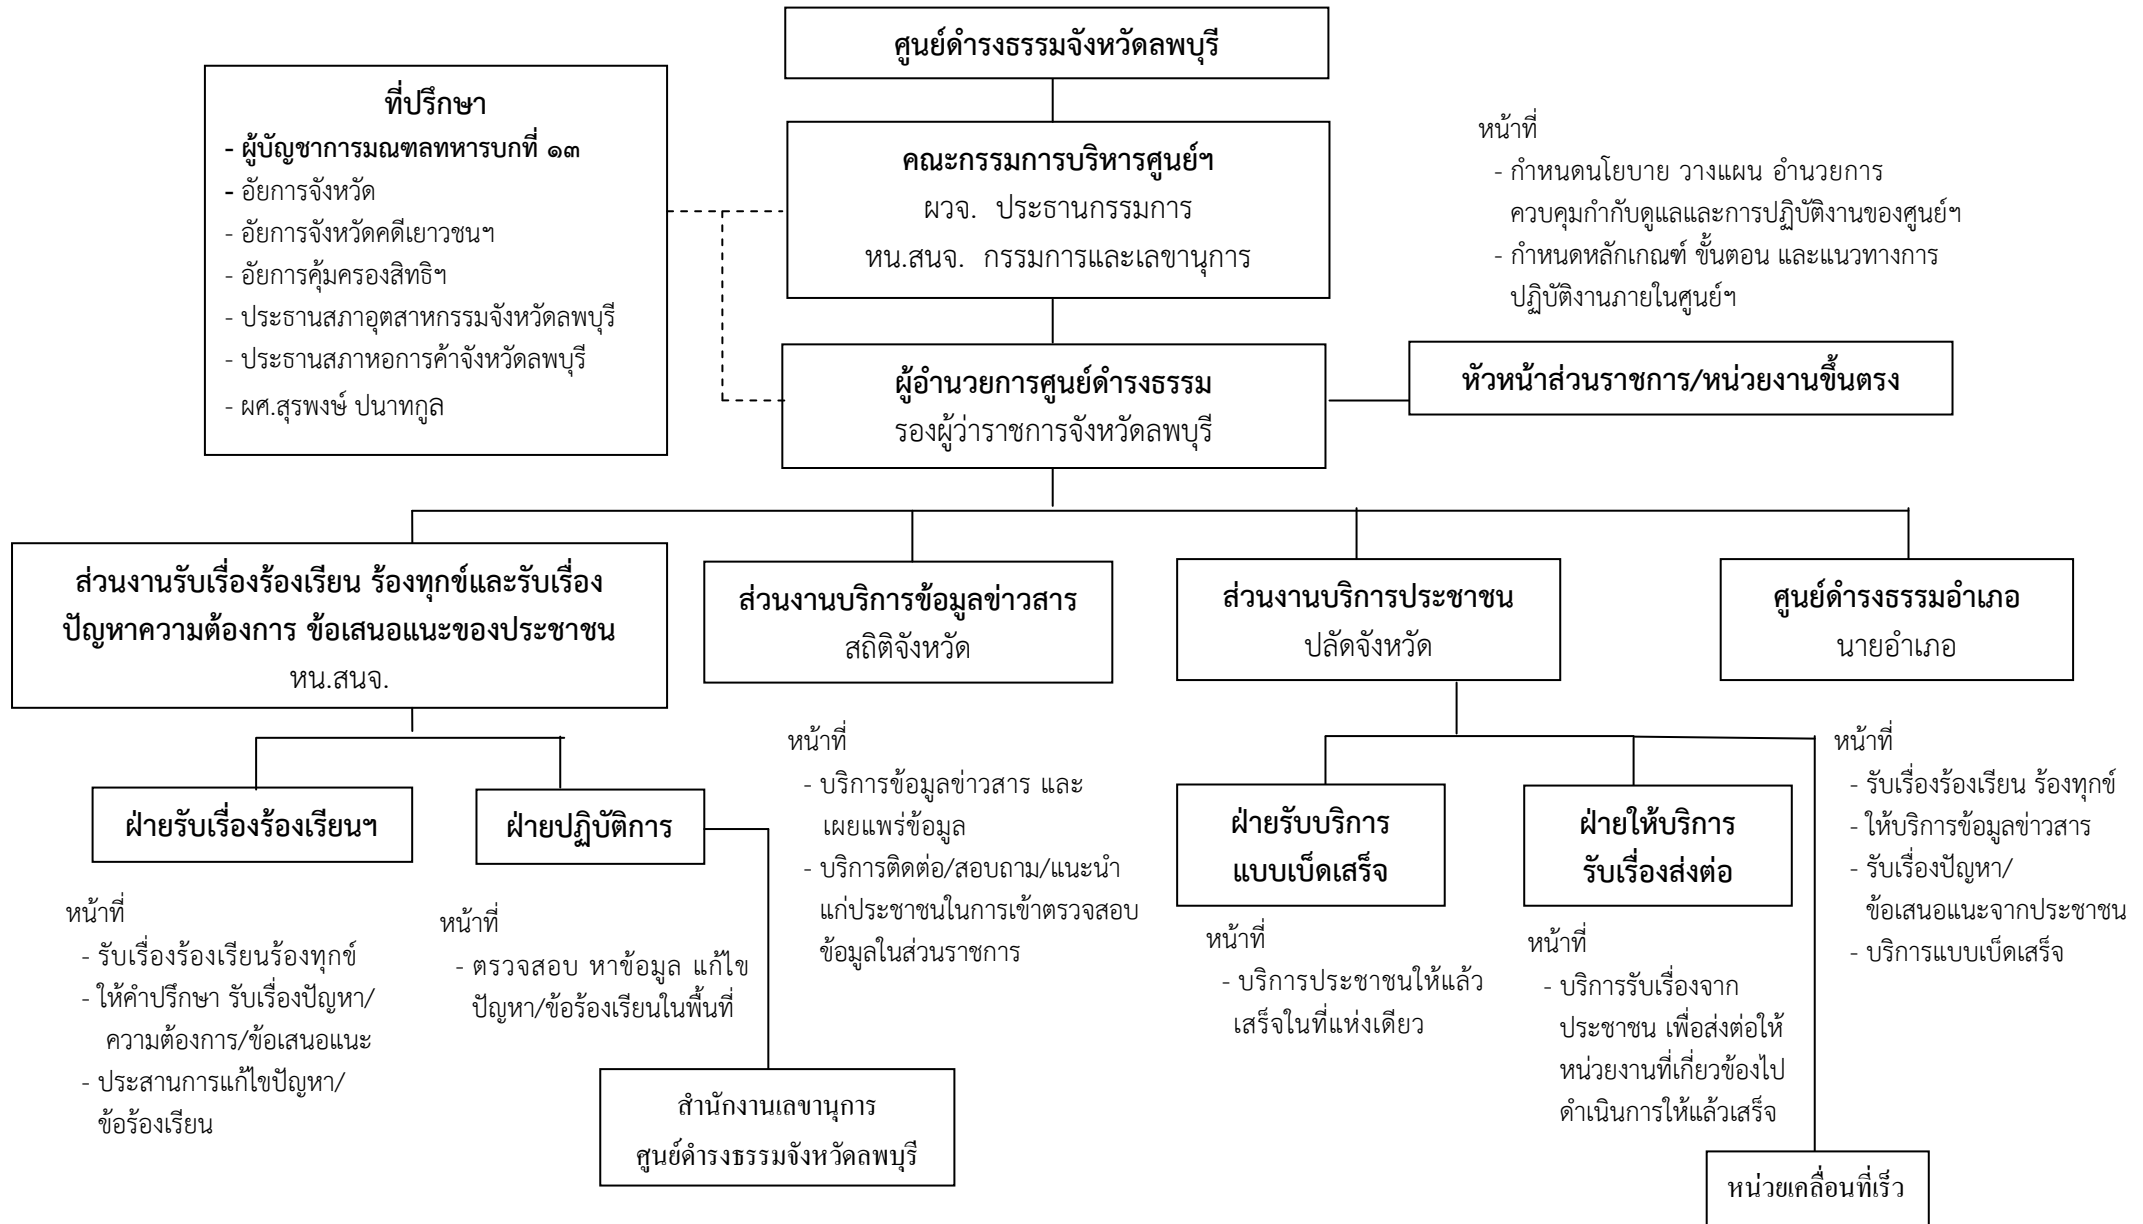 ศูนย์ดำรงธรรมจังหวัดลพบุรี
ที่ปรึกษา
- ผู้บัญชาการมณฑลทหารบกที่ ๑๓
- อัยการจังหวัด
- อัยการจังหวัดคดีเยาวชนฯ
- อัยการคุ้มครองสิทธิฯ
- ประธานสภาอุตสาหกรรมจังหวัดลพบุรี
- ประธานสภาหอการค้าจังหวัดลพบุรี
- ผศ.สุรพงษ์ ปนาทกูล
คณะกรรมการบริหารศูนย์ฯ
ผวจ. ประธานกรรมการ
หน.สนจ. กรรมการและเลขานุการ
หน้าที่
- กำหนดนโยบาย วางแผน อำนวยการ
ควบคุมกำกับดูแลและการปฏิบัติงานของศูนย์ฯ
- กำหนดหลักเกณฑ์ ขั้นตอน และแนวทางการ
ปฏิบัติงานภายในศูนย์ฯ
ผู้อำนวยการศูนย์ดำรงธรรม
รองผู้ว่าราชการจังหวัดลพบุรี
หัวหน้าส่วนราชการ/หน่วยงานขึ้นตรง
ส่วนงานรับเรื่องร้องเรียน ร้องทุกข์และรับเรื่อง
ปัญหาความต้องการ ข้อเสนอแนะของประชาชน
หน.สนจ.
ส่วนงานบริการข้อมูลข่าวสาร
สถิติจังหวัด
ส่วนงานบริการประชาชน
ปลัดจังหวัด
ศูนย์ดำรงธรรมอำเภอ
นายอำเภอ
ฝ่ายรับเรื่องร้องเรียนฯ
หน้าที่
- รับเรื่องร้องเรียนร้องทุกข์
- ให้คำปรึกษา รับเรื่องปัญหา/
ความต้องการ/ข้อเสนอแนะ
- ประสานการแก้ไขปัญหา/
ข้อร้องเรียน
ฝ่ายปฏิบัติการ
หน้าที่
- ตรวจสอบ หาข้อมูล แก้ไข
ปัญหา/ข้อร้องเรียนในพื้นที่
สำนักงานเลขานุการ
ศูนย์ดำรงธรรมจังหวัดลพบุรี
หน้าที่
- บริการข้อมูลข่าวสาร และ
เผยแพร่ข้อมูล
- บริการติดต่อ/สอบถาม/แนะนำ
แก่ประชาชนในการเข้าตรวจสอบ
ข้อมูลในส่วนราชการ
ฝ่ายรับบริการ
แบบเบ็ดเสร็จ
หน้าที่
- บริการประชาชนให้แล้ว
เสร็จในที่แห่งเดียว
ฝ่ายให้บริการ
รับเรื่องส่งต่อ
หน้าที่
- บริการรับเรื่องจาก
ประชาชน เพื่อส่งต่อให้
หน่วยงานที่เกี่ยวข้องไป
ดำเนินการให้แล้วเสร็จ
หน่วยเคลื่อนที่เร็ว
หน้าที่
- รับเรื่องร้องเรียน ร้องทุกข์
- ให้บริการข้อมูลข่าวสาร
- รับเรื่องปัญหา/
ข้อเสนอแนะจากประชาชน
- บริการแบบเบ็ดเสร็จ